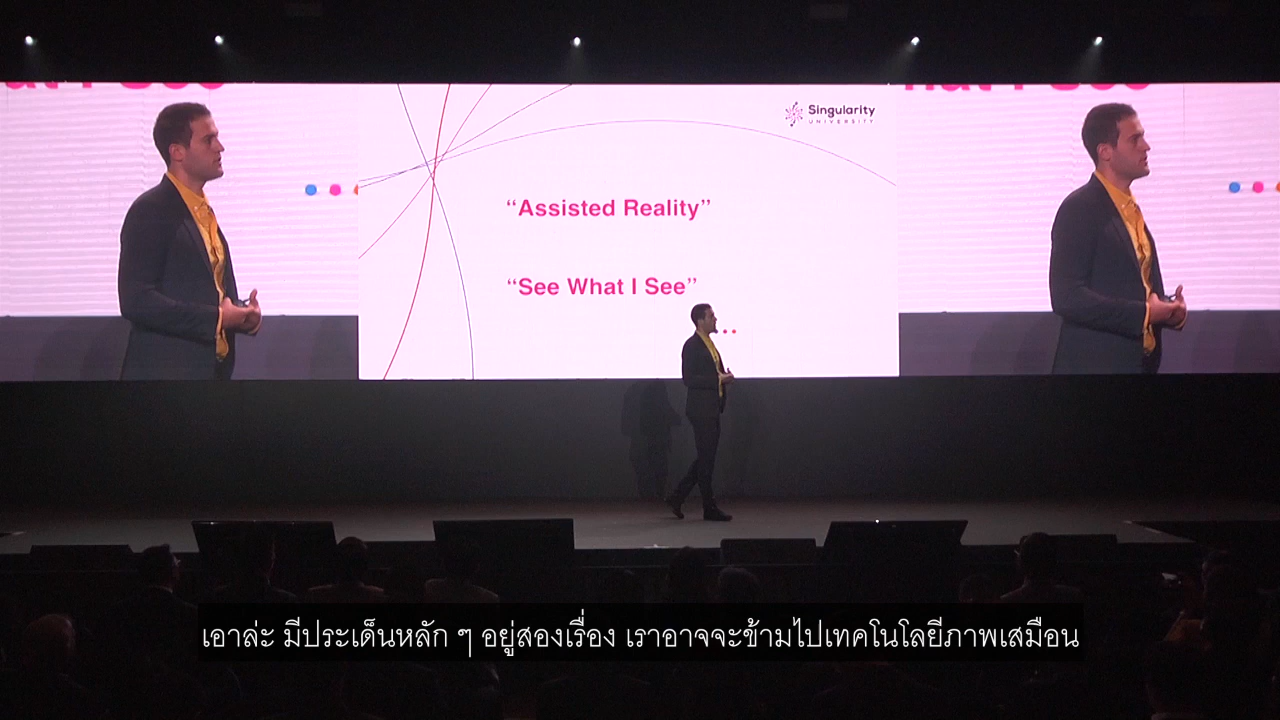 Singularity
UNIVERSITY
“Assisted Reality”
“See What I See”
เอาล่ะ มีประเด็นหลัก ๆ อยู่สองเรื่อง เราอาจจะข้ามไปเทคโนโลยีภาพเสมือน